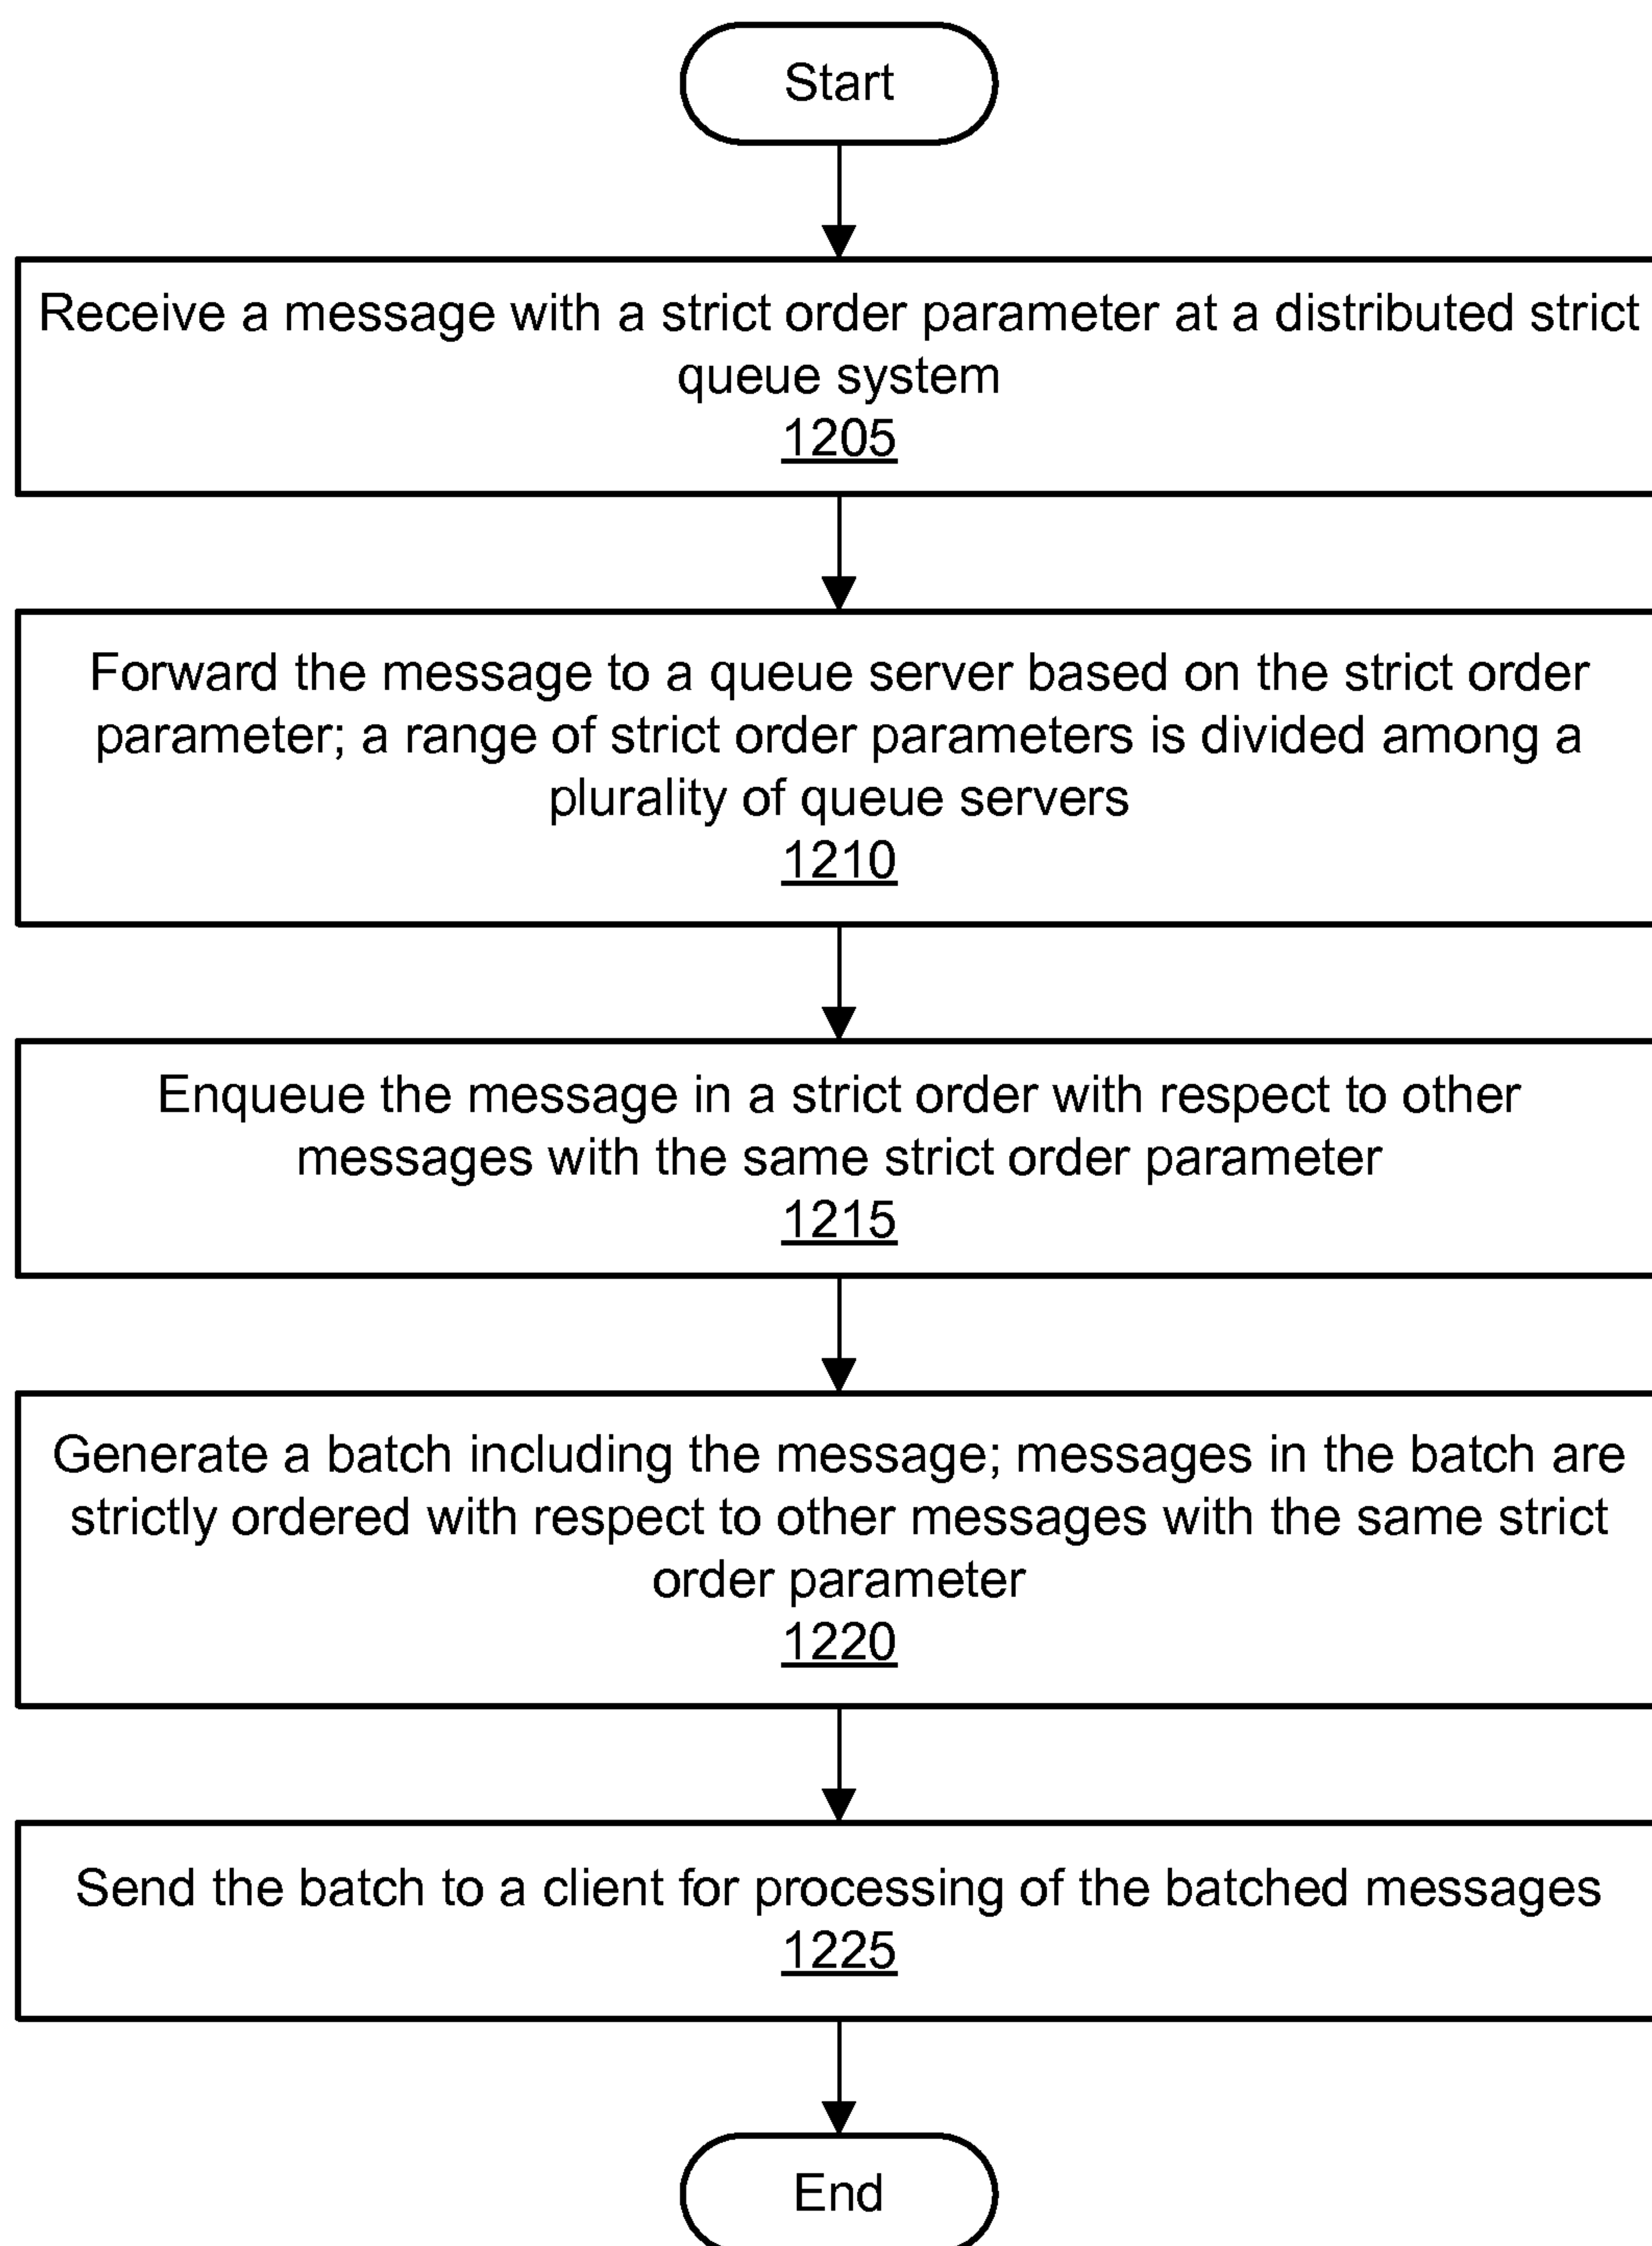 Start
Receive a message with a strict order parameter at a distributed strict
queue system
1205
Forward the message to a queue server based on the strict order
parameter; a range of strict order parameters is divided among a
plurality of queue servers
1210
Enqueue the message in a strict order with respect to other
messages with the same strict order parameter
1215
Generate a batch including the message; messages in the batch are
strictly ordered with respect to other messages with the same strict
order parameter
1220
Send the batch to a client for processing of the batched messages
1225
End